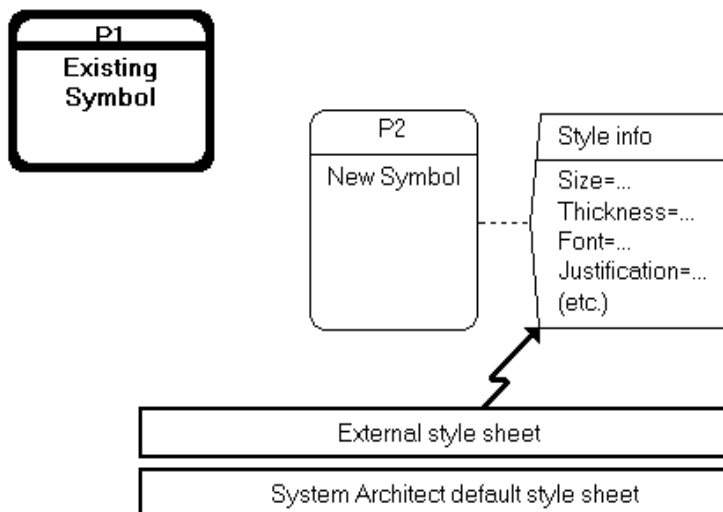 P1
Existing
Symbol
P2
New Symbol
Style info
Size=...
Thickness=...
Font=...
Justification=...
(etc.)
External style sheet
System Architect default style sheet